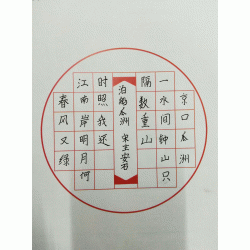 泊船瓜洲 宋王安石
京口瓜洲
一水间钟山只
隔数重山
春风又绿
江南岸明月何
时照我还